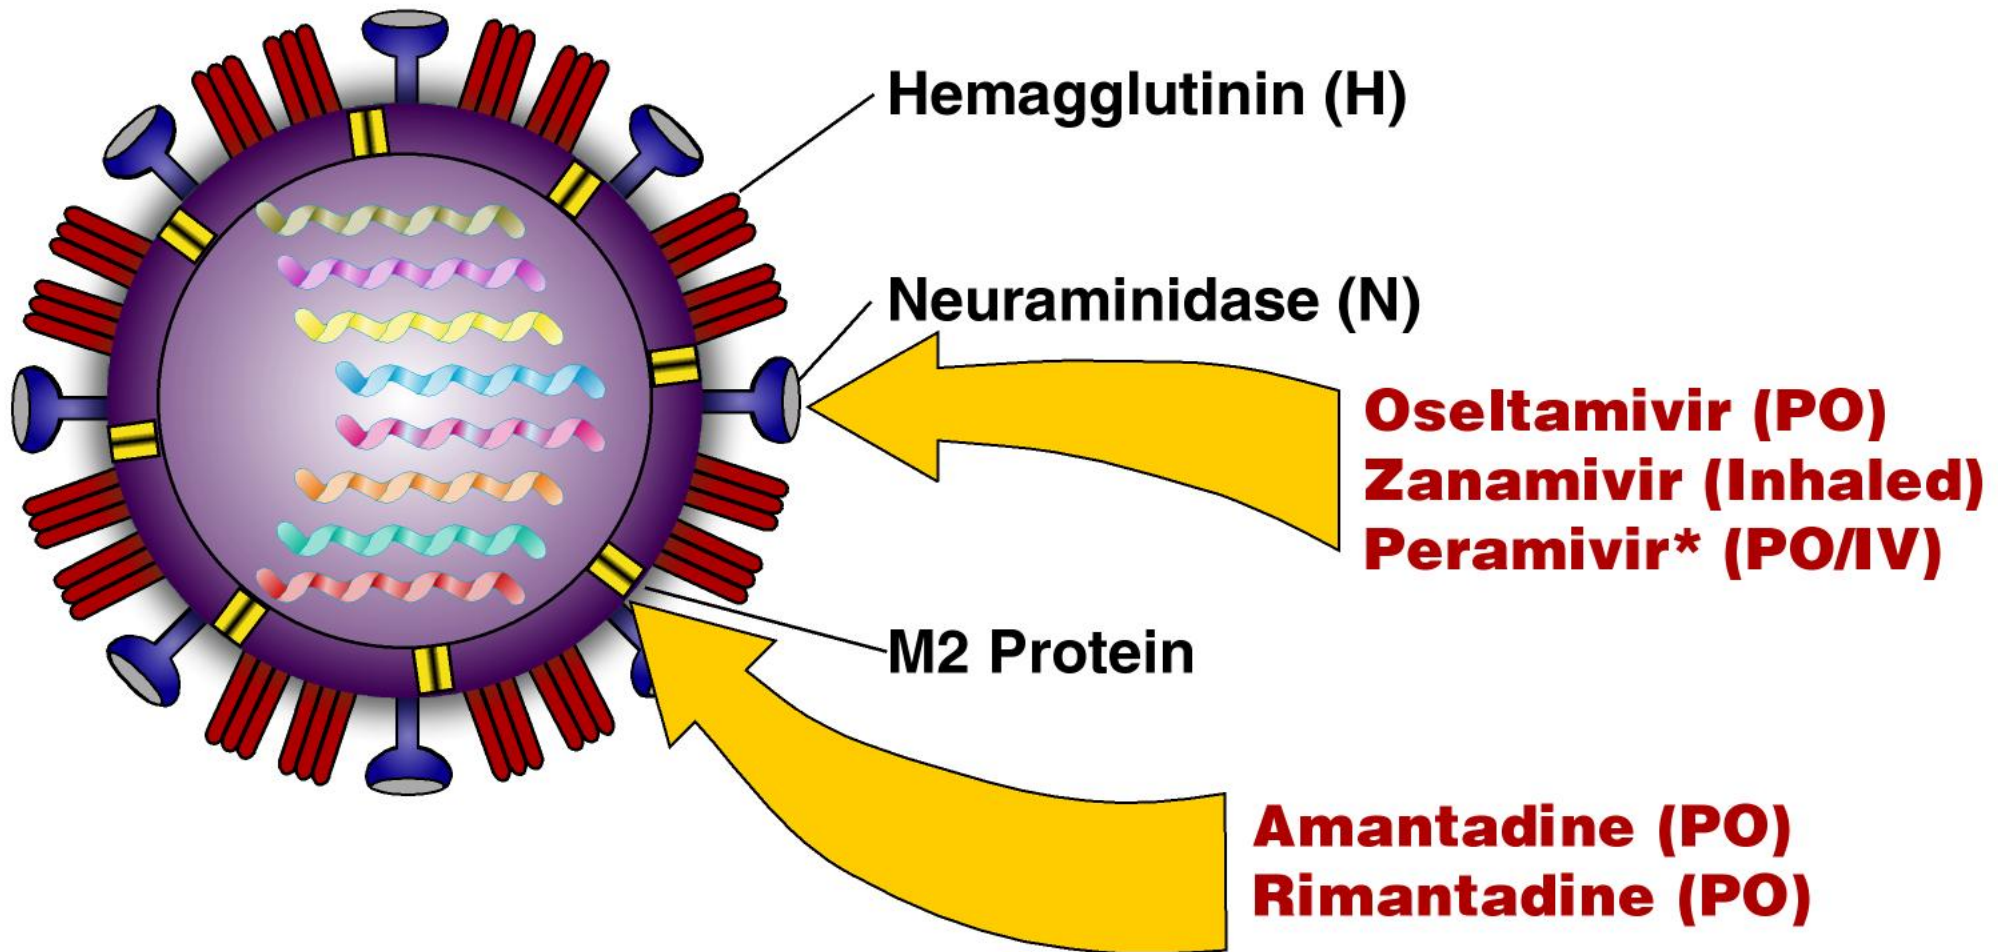 Hemagglutinin (H)
Neuraminidase (N)
Oseltamivir (PO)
Zanamivir (Inhaled)
Peramivir* (PO/IV)
M2 Protein
Amantadine (PO)
Rimantadine (PO)